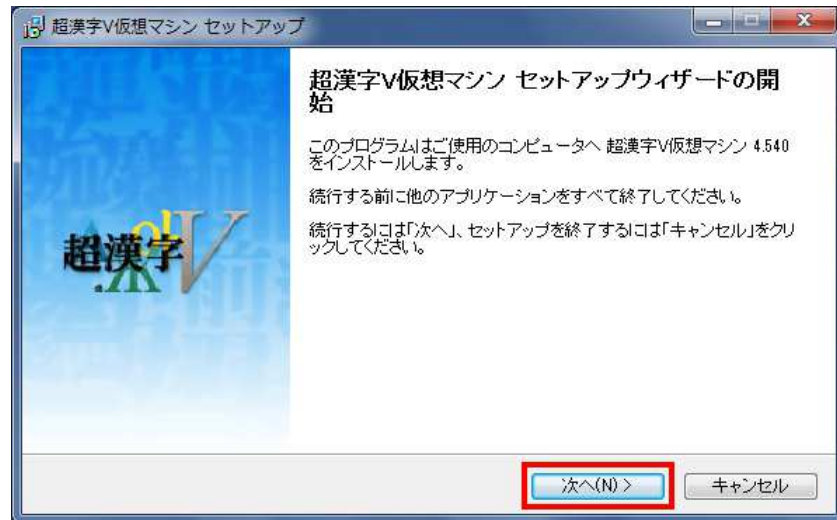 超漢字V仮想マシン セットアップ
超漢字V仮想マシン セットアップウィザードの開
始
このプログラムはご使用のコンピュータへ 超漢字V仮想マシン 4.540
をインストールします。
続行する前に他のアプリケーションをすべて終了してください。
続行するには「次へ」、セットアップを終了するには「キャンセル」をクリ
ックしてください。
超漢字V
次へ(N) >
キャンセル